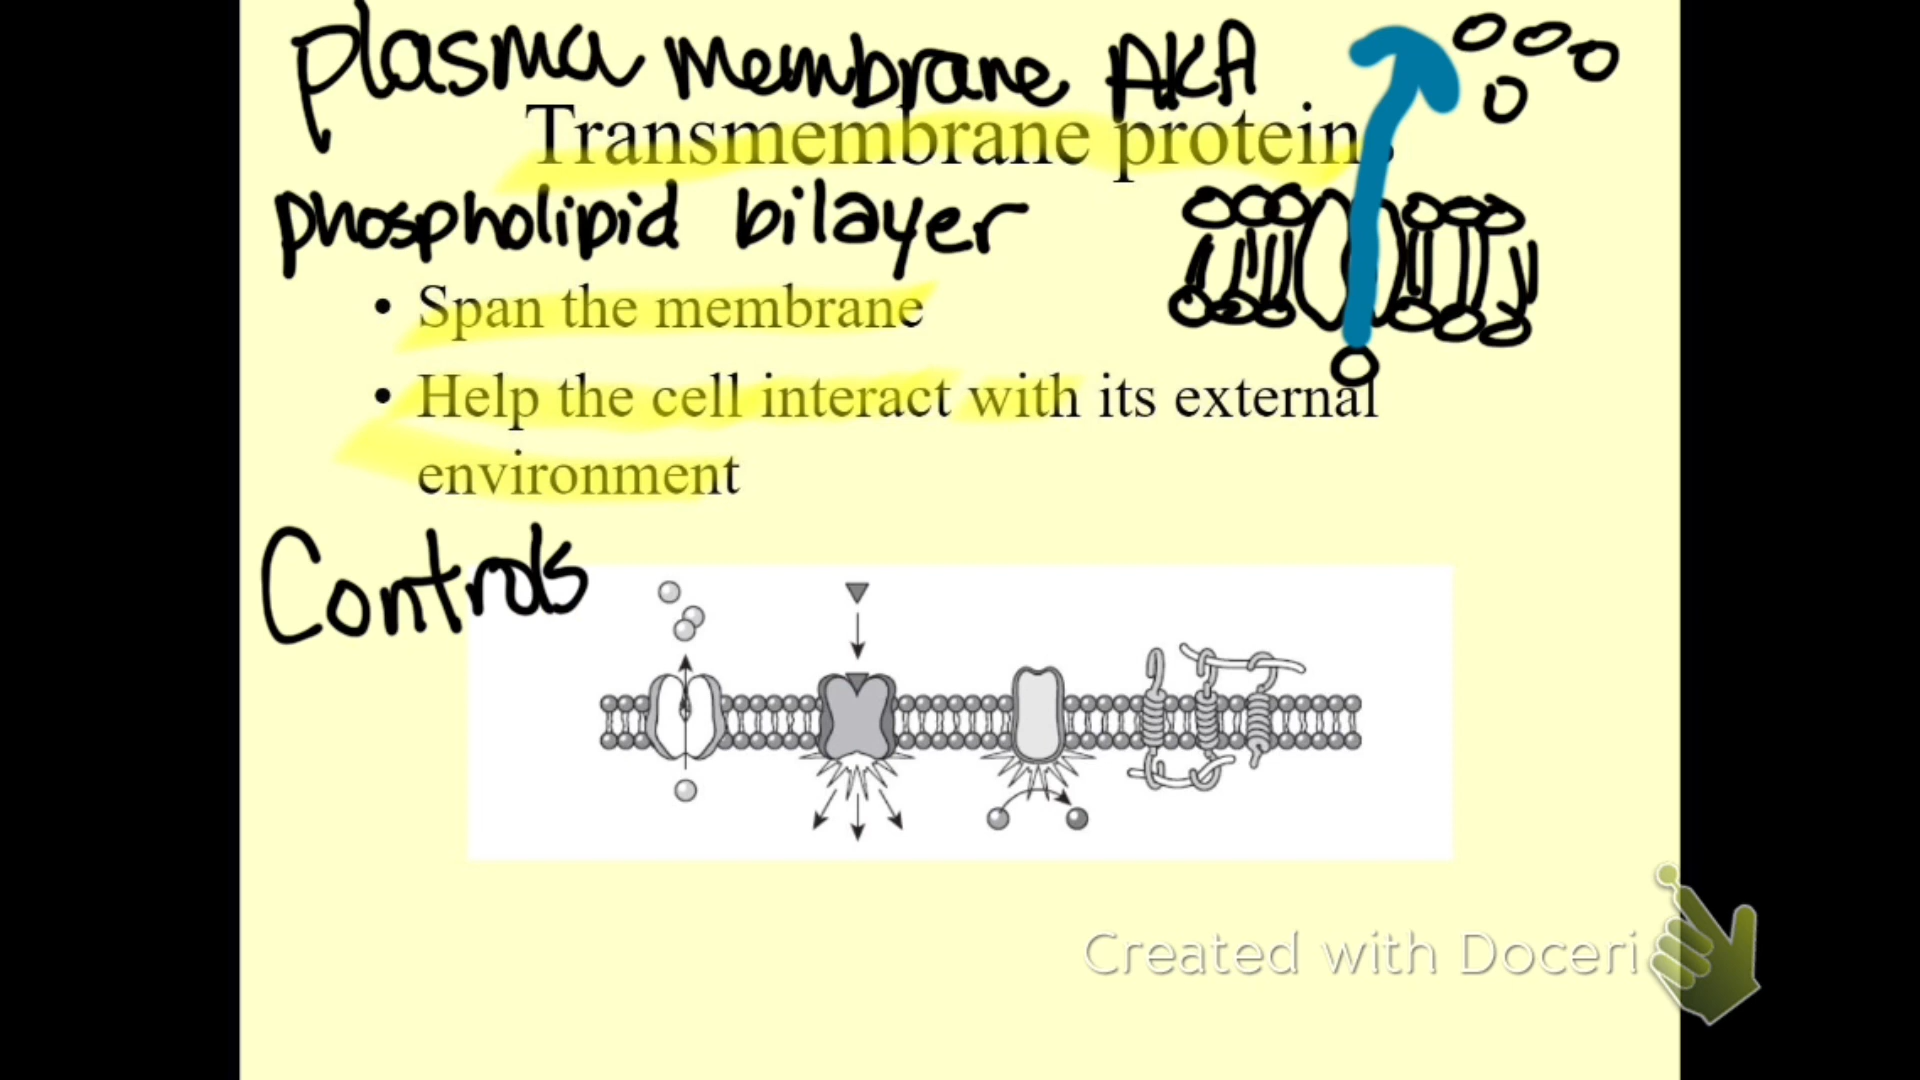 plasma membrane AKA
Transmembrane proteins
phospholipid bilayer
• Span the membrane
• Help the cell interact with its external
environment
Controls
Created with Doceri